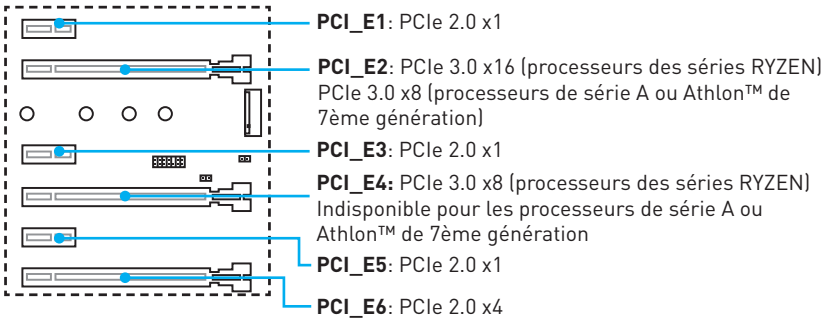 PCI_E1: PCIe 2.0 x1
PCI_E2: PCIe 3.0 x16 (processeurs des séries RYZEN)
PCIe 3.0 x8 (processeurs de série A ou Athlon™ de
7ème génération)
PCI_E3: PCIe 2.0 x1
PCI_E4: PCIe 3.0 x8 (processeurs des séries RYZEN)
Indisponible pour les processeurs de série A ou
Athlon™ de 7ème génération
PCI_E5: PCIe 2.0 x1
PCI_E6: PCIe 2.0 x4